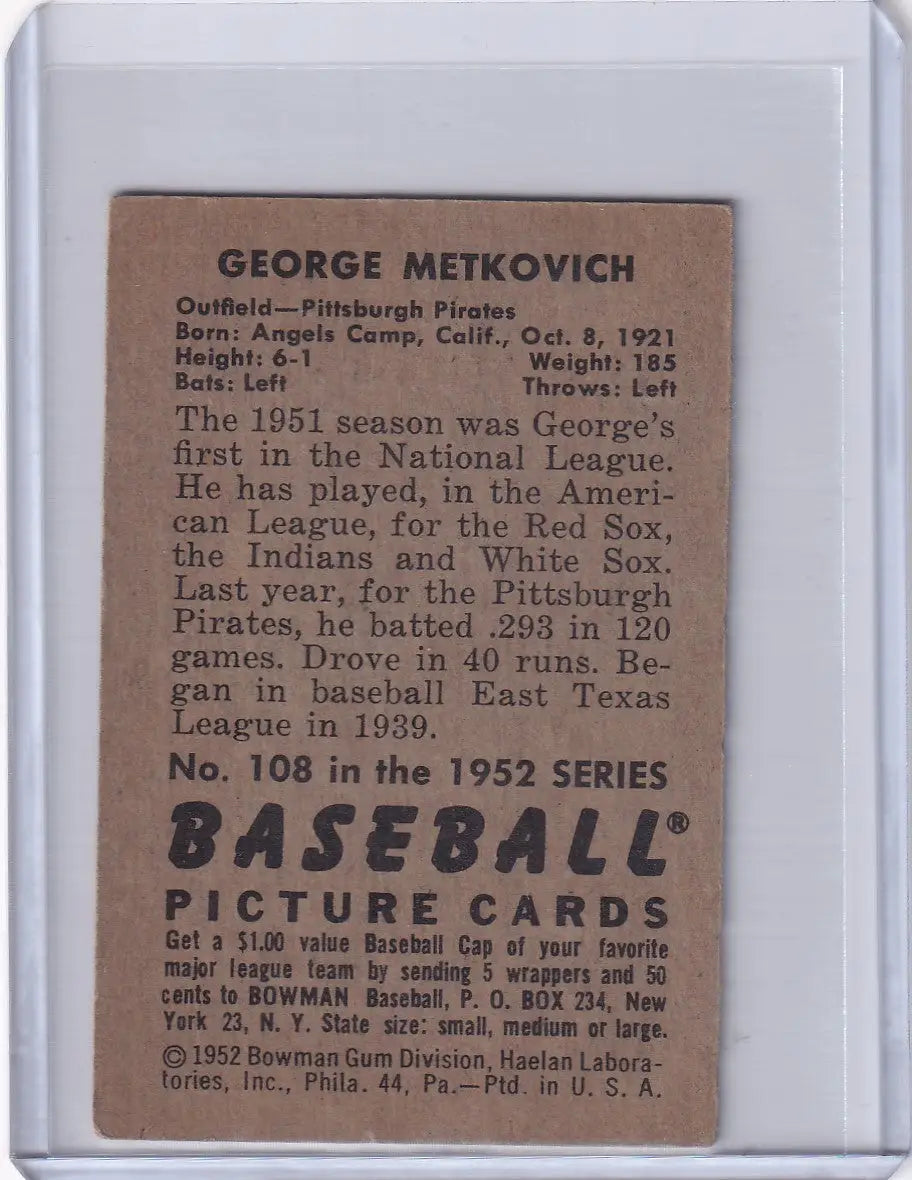 GEORGE METKOVICH
Outfield—Pittsburgh Pirates
Born: Angels Camp, Calif., Oct. 8, 1921
Height: 6-1 Weight: 185
Bats: Left Throws: Left
The 1951 season was George's
first in the National League.
He has played, in the Ameri-
can League, for the Red Sox,
the Indians and White Sox.
Last year, for the Pittsburgh
Pirates, he batted .293 in 120
games. Drove in 40 runs. Be-
gan in baseball East Texas
League in 1939.
No. 108 in the 1952 SERIES
BASEBALL®
PICTURE CARDS
Get a $1.00 value Baseball Cap of your favorite
major league team by sending 5 wrappers and 50
cents to BOWMAN Baseball, P. O. BOX 234, New
York 23, N. Y. State size: small, medium or large.
© 1952 Bowman Gum Division, Haelan Labora-
tories, Inc., Phila. 44, Pa.—Ptd. in U. S. A.